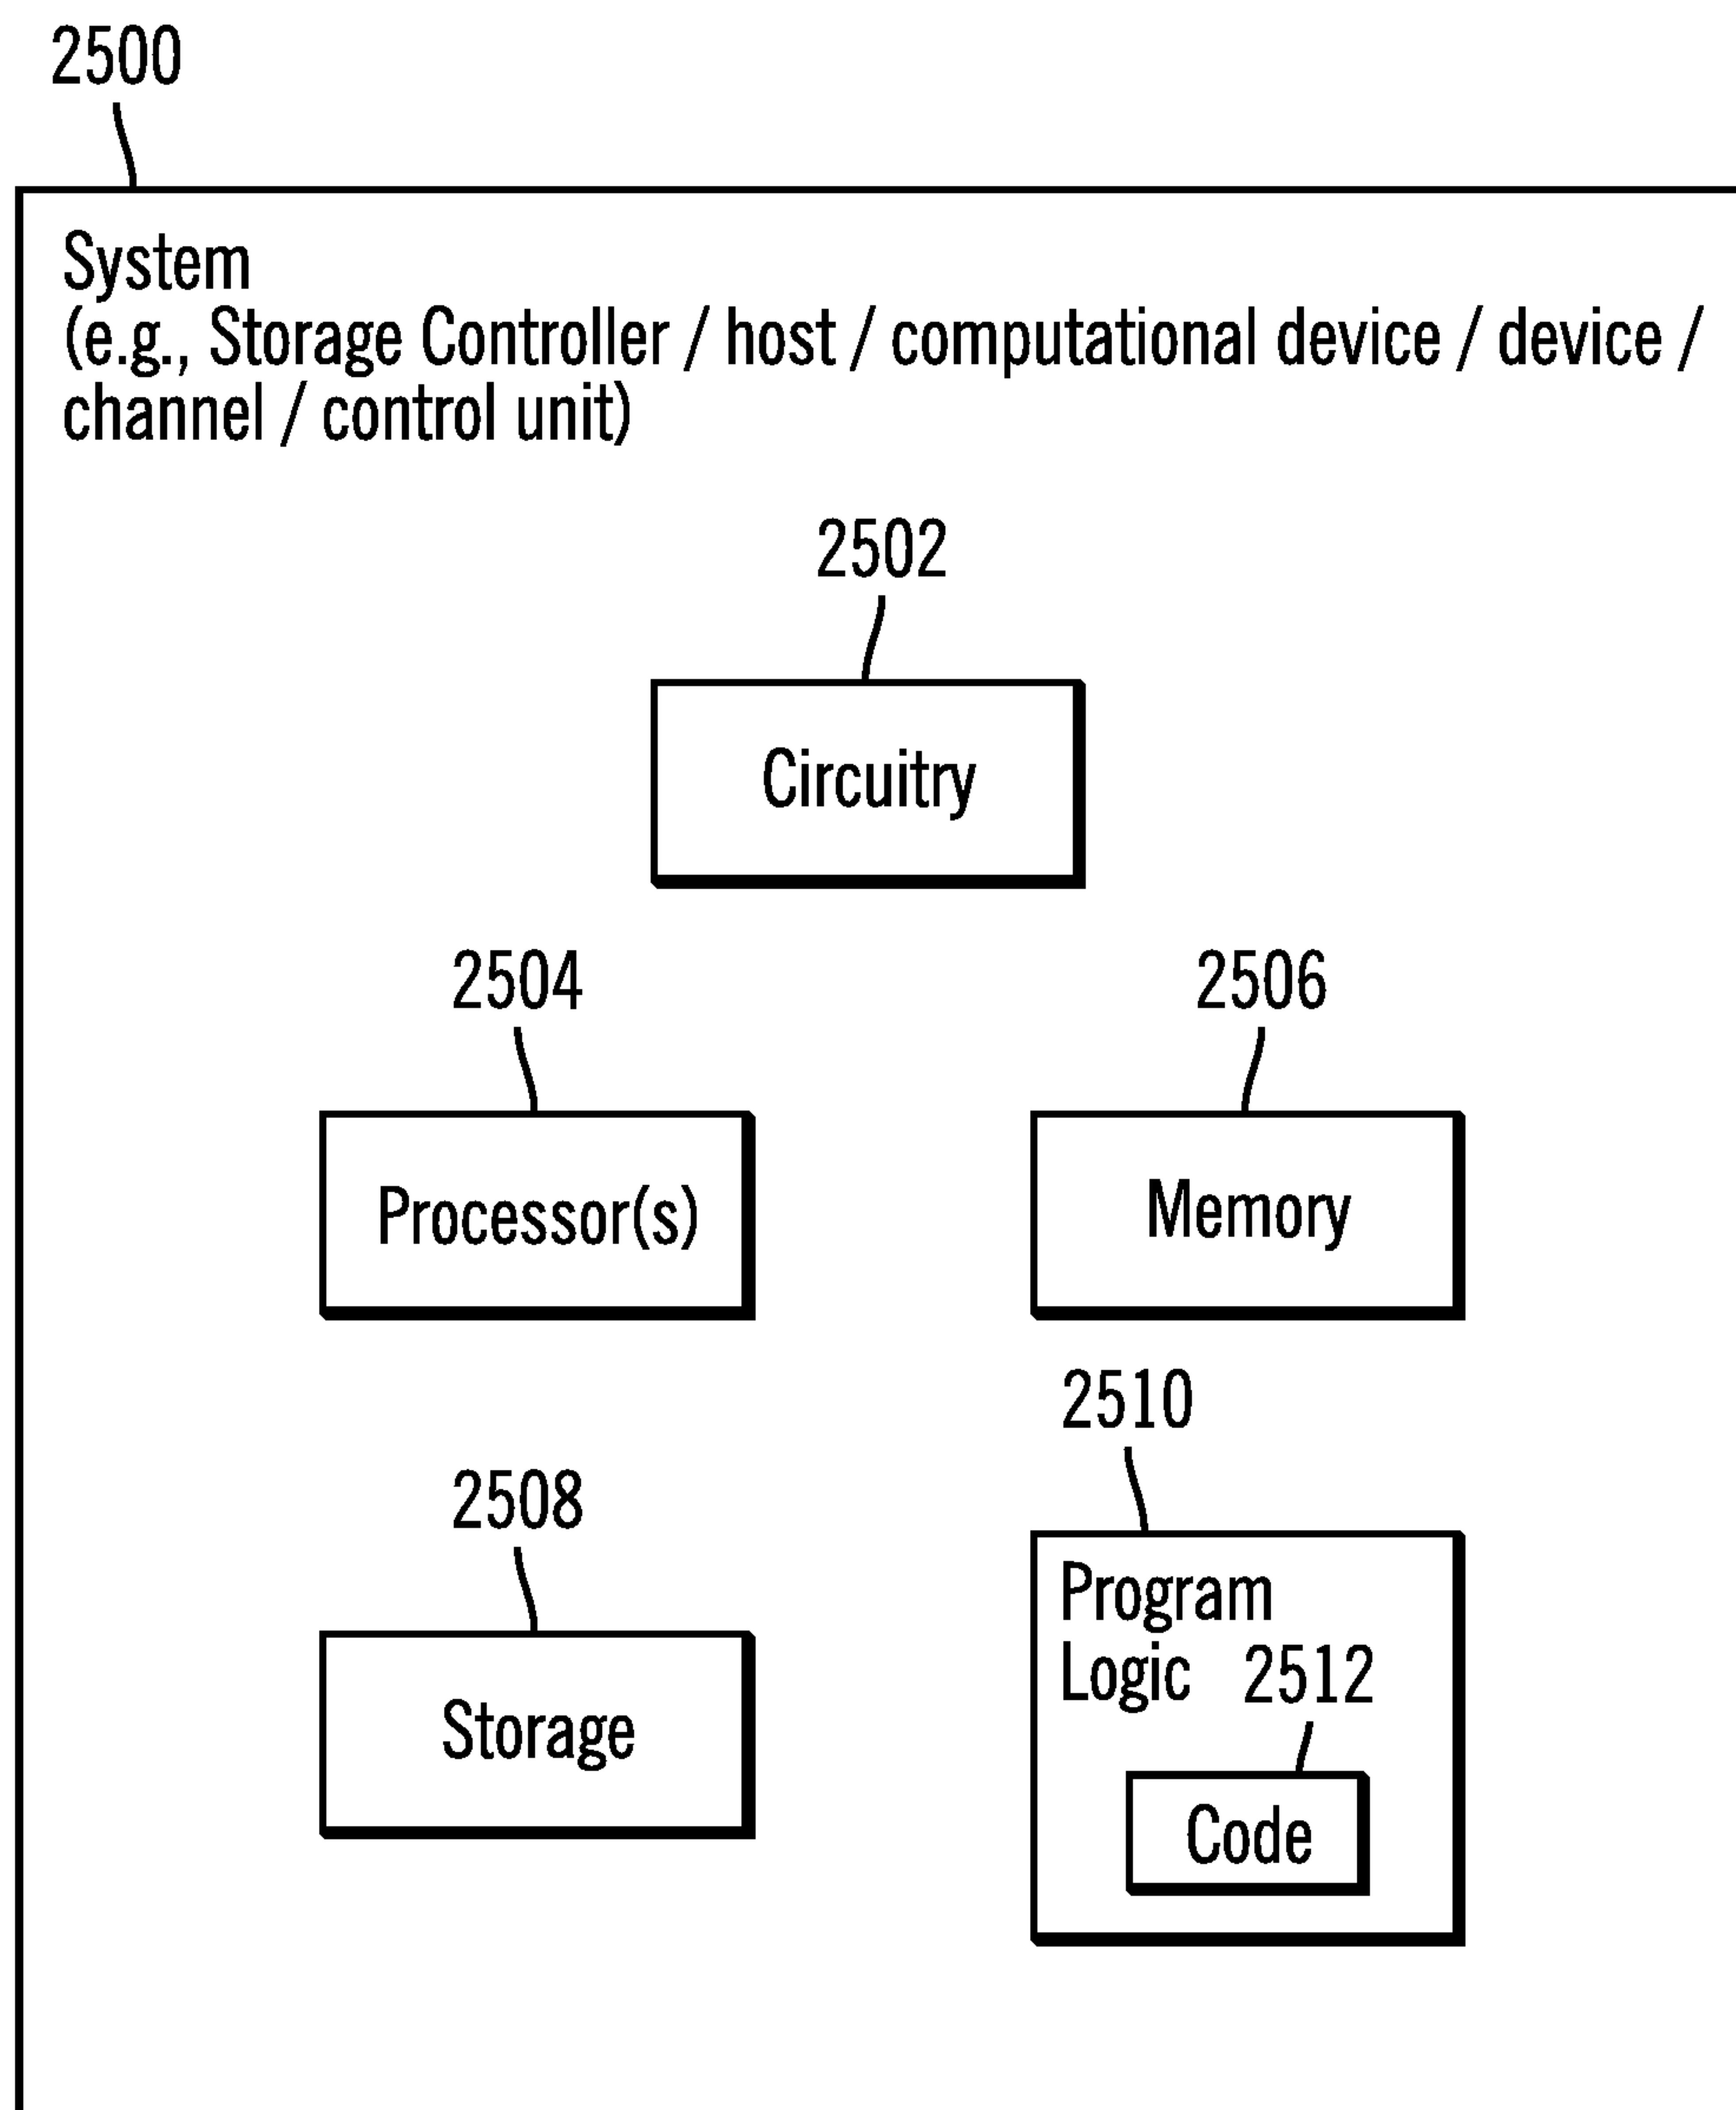 2500
System
(e.g., Storage Controller / host / computational device / device /
channel / control unit)
2502
Circuitry
2504
2506
Processor(s)
Memory
2510
2508
Program
Logic 2512
Storage
Code